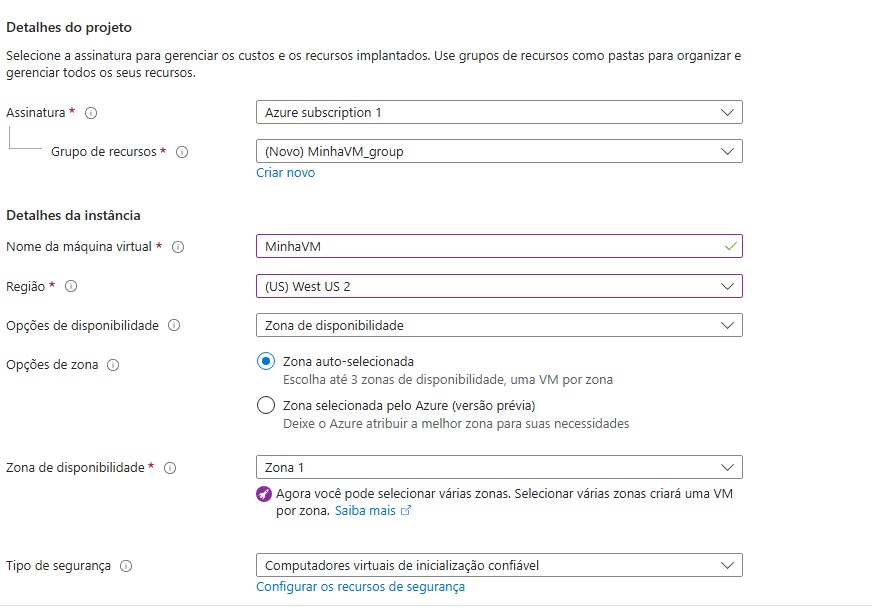 Detalhes do projeto
Selecione a assinatura para gerenciar os custos e os recursos implantados. Use grupos de recursos como pastas para organizar e
gerenciar todos os seus recursos.
Assinatura *
Azure subscription 1
Grupo de recursos *
(Novo) MinhaVM_group
Criar novo
Detalhes da instância
Nome da máquina virtual *
MinhaVM
Região *
(US) West US 2
Opções de disponibilidade
Zona de disponibilidade
Opções de zona
Zona auto-selecionada
Escolha até 3 zonas de disponibilidade, uma VM por zona
Zona selecionada pelo Azure (versão prévia)
Deixe o Azure atribuir a melhor zona para suas necessidades
Zona de disponibilidade *
Zona 1
Agora você pode selecionar várias zonas. Selecionar várias zonas criará uma VM
por zona. Saiba mais
Tipo de segurança
Computadores virtuais de inicialização confiável
Configurar os recursos de segurança